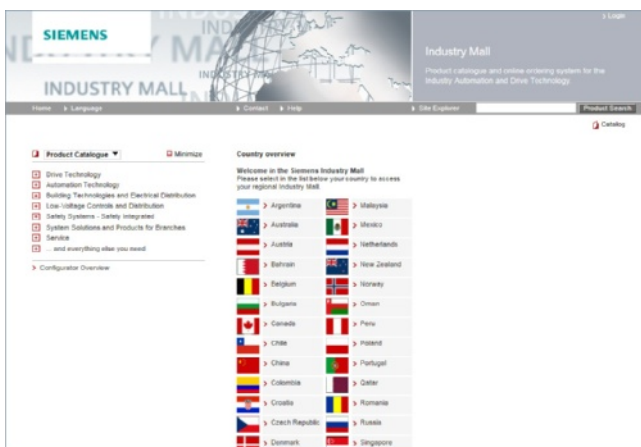 SIEMENS
INDUSTRY MALL
Login
Industry Mall
Product catalogue and online ordering system for the
Industry Automation and Drive Technology.
Home Language Contact Help Site Explorer Product Search
Catalog
Product Catalogue Minimize
Drive Technology
Automation Technology
Building Technologies and Electrical Distribution
Low-Voltage Controls and Distribution
Safety Systems - Safety Integrated
System Solutions and Products for Branches
Service
... and everything else you need
Configurator Overview
Country overview
Welcome in the Siemens Industry Mall
Please select in the list below your country to access
your regional Industry Mall.
Argentina Malaysia
Australia Mexico
Austria Netherlands
Bahrain New Zealand
Belgium Norway
Bulgaria Oman
Canada Peru
Chile Poland
China Portugal
Colombia Qatar
Croatia Romania
Czech Republic Russia
Denmark Singapore